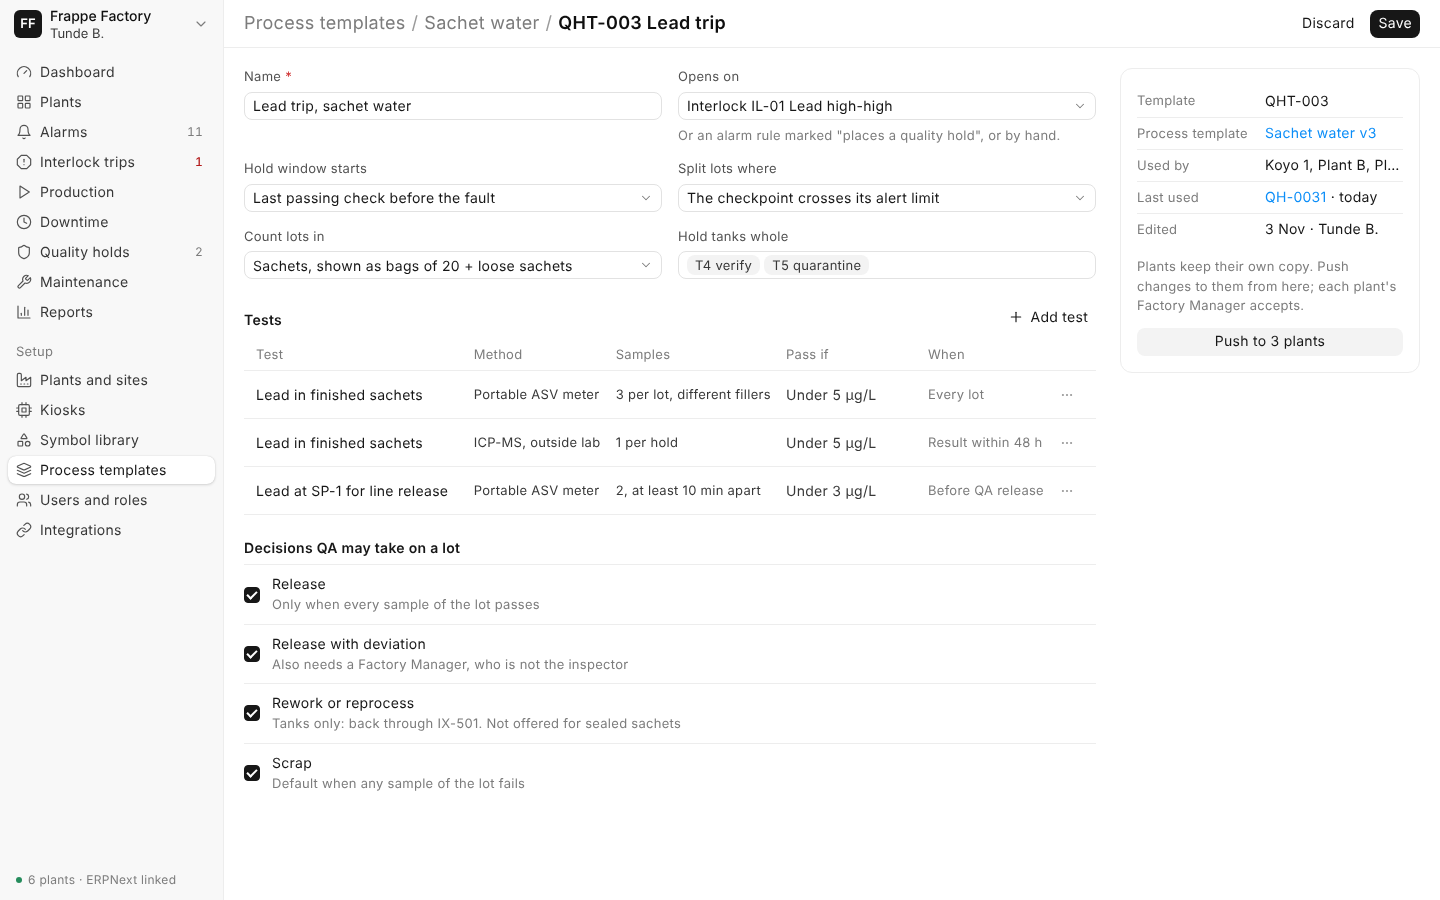 FF
Frappe Factory
Tunde B.
Dashboard
Plants
Alarms 11
Interlock trips 1
Production
Downtime
Quality holds 2
Maintenance
Reports
Setup
Plants and sites
Kiosks
Symbol library
Process templates
Users and roles
Integrations
6 plants · ERPNext linked
Process templates / Sachet water / QHT-003 Lead trip
Discard
Save
Name *
Lead trip, sachet water
Opens on
Interlock IL-01 Lead high-high
Or an alarm rule marked "places a quality hold", or by hand.
Hold window starts
Last passing check before the fault
Split lots where
The checkpoint crosses its alert limit
Count lots in
Sachets, shown as bags of 20 + loose sachets
Hold tanks whole
T4 verify T5 quarantine
Tests
Add test
Test Method Samples Pass if When
Lead in finished sachets Portable ASV meter 3 per lot, different fillers Under 5 µg/L Every lot
Lead in finished sachets ICP-MS, outside lab 1 per hold Under 5 µg/L Result within 48 h
Lead at SP-1 for line release Portable ASV meter 2, at least 10 min apart Under 3 µg/L Before QA release
Decisions QA may take on a lot
Release
Only when every sample of the lot passes
Release with deviation
Also needs a Factory Manager, who is not the inspector
Rework or reprocess
Tanks only: back through IX-501. Not offered for sealed sachets
Scrap
Default when any sample of the lot fails
Template QHT-003
Process template Sachet water v3
Used by Koyo 1, Plant B, Pl...
Last used QH-0031 · today
Edited 3 Nov · Tunde B.
Plants keep their own copy. Push
changes to them from here; each plant's
Factory Manager accepts.
Push to 3 plants